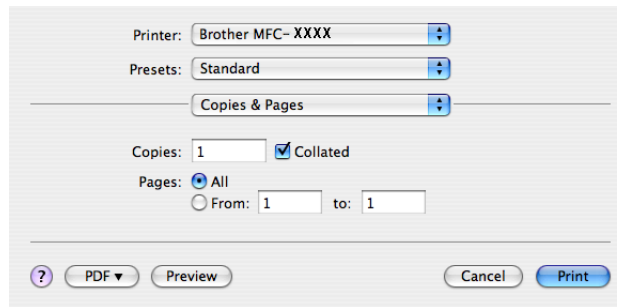 Printer: Brother MFC-XXXX
Presets: Standard
Copies & Pages
Copies: 1 Collated
Pages: All
From: 1 to: 1
? PDF Preview Cancel Print